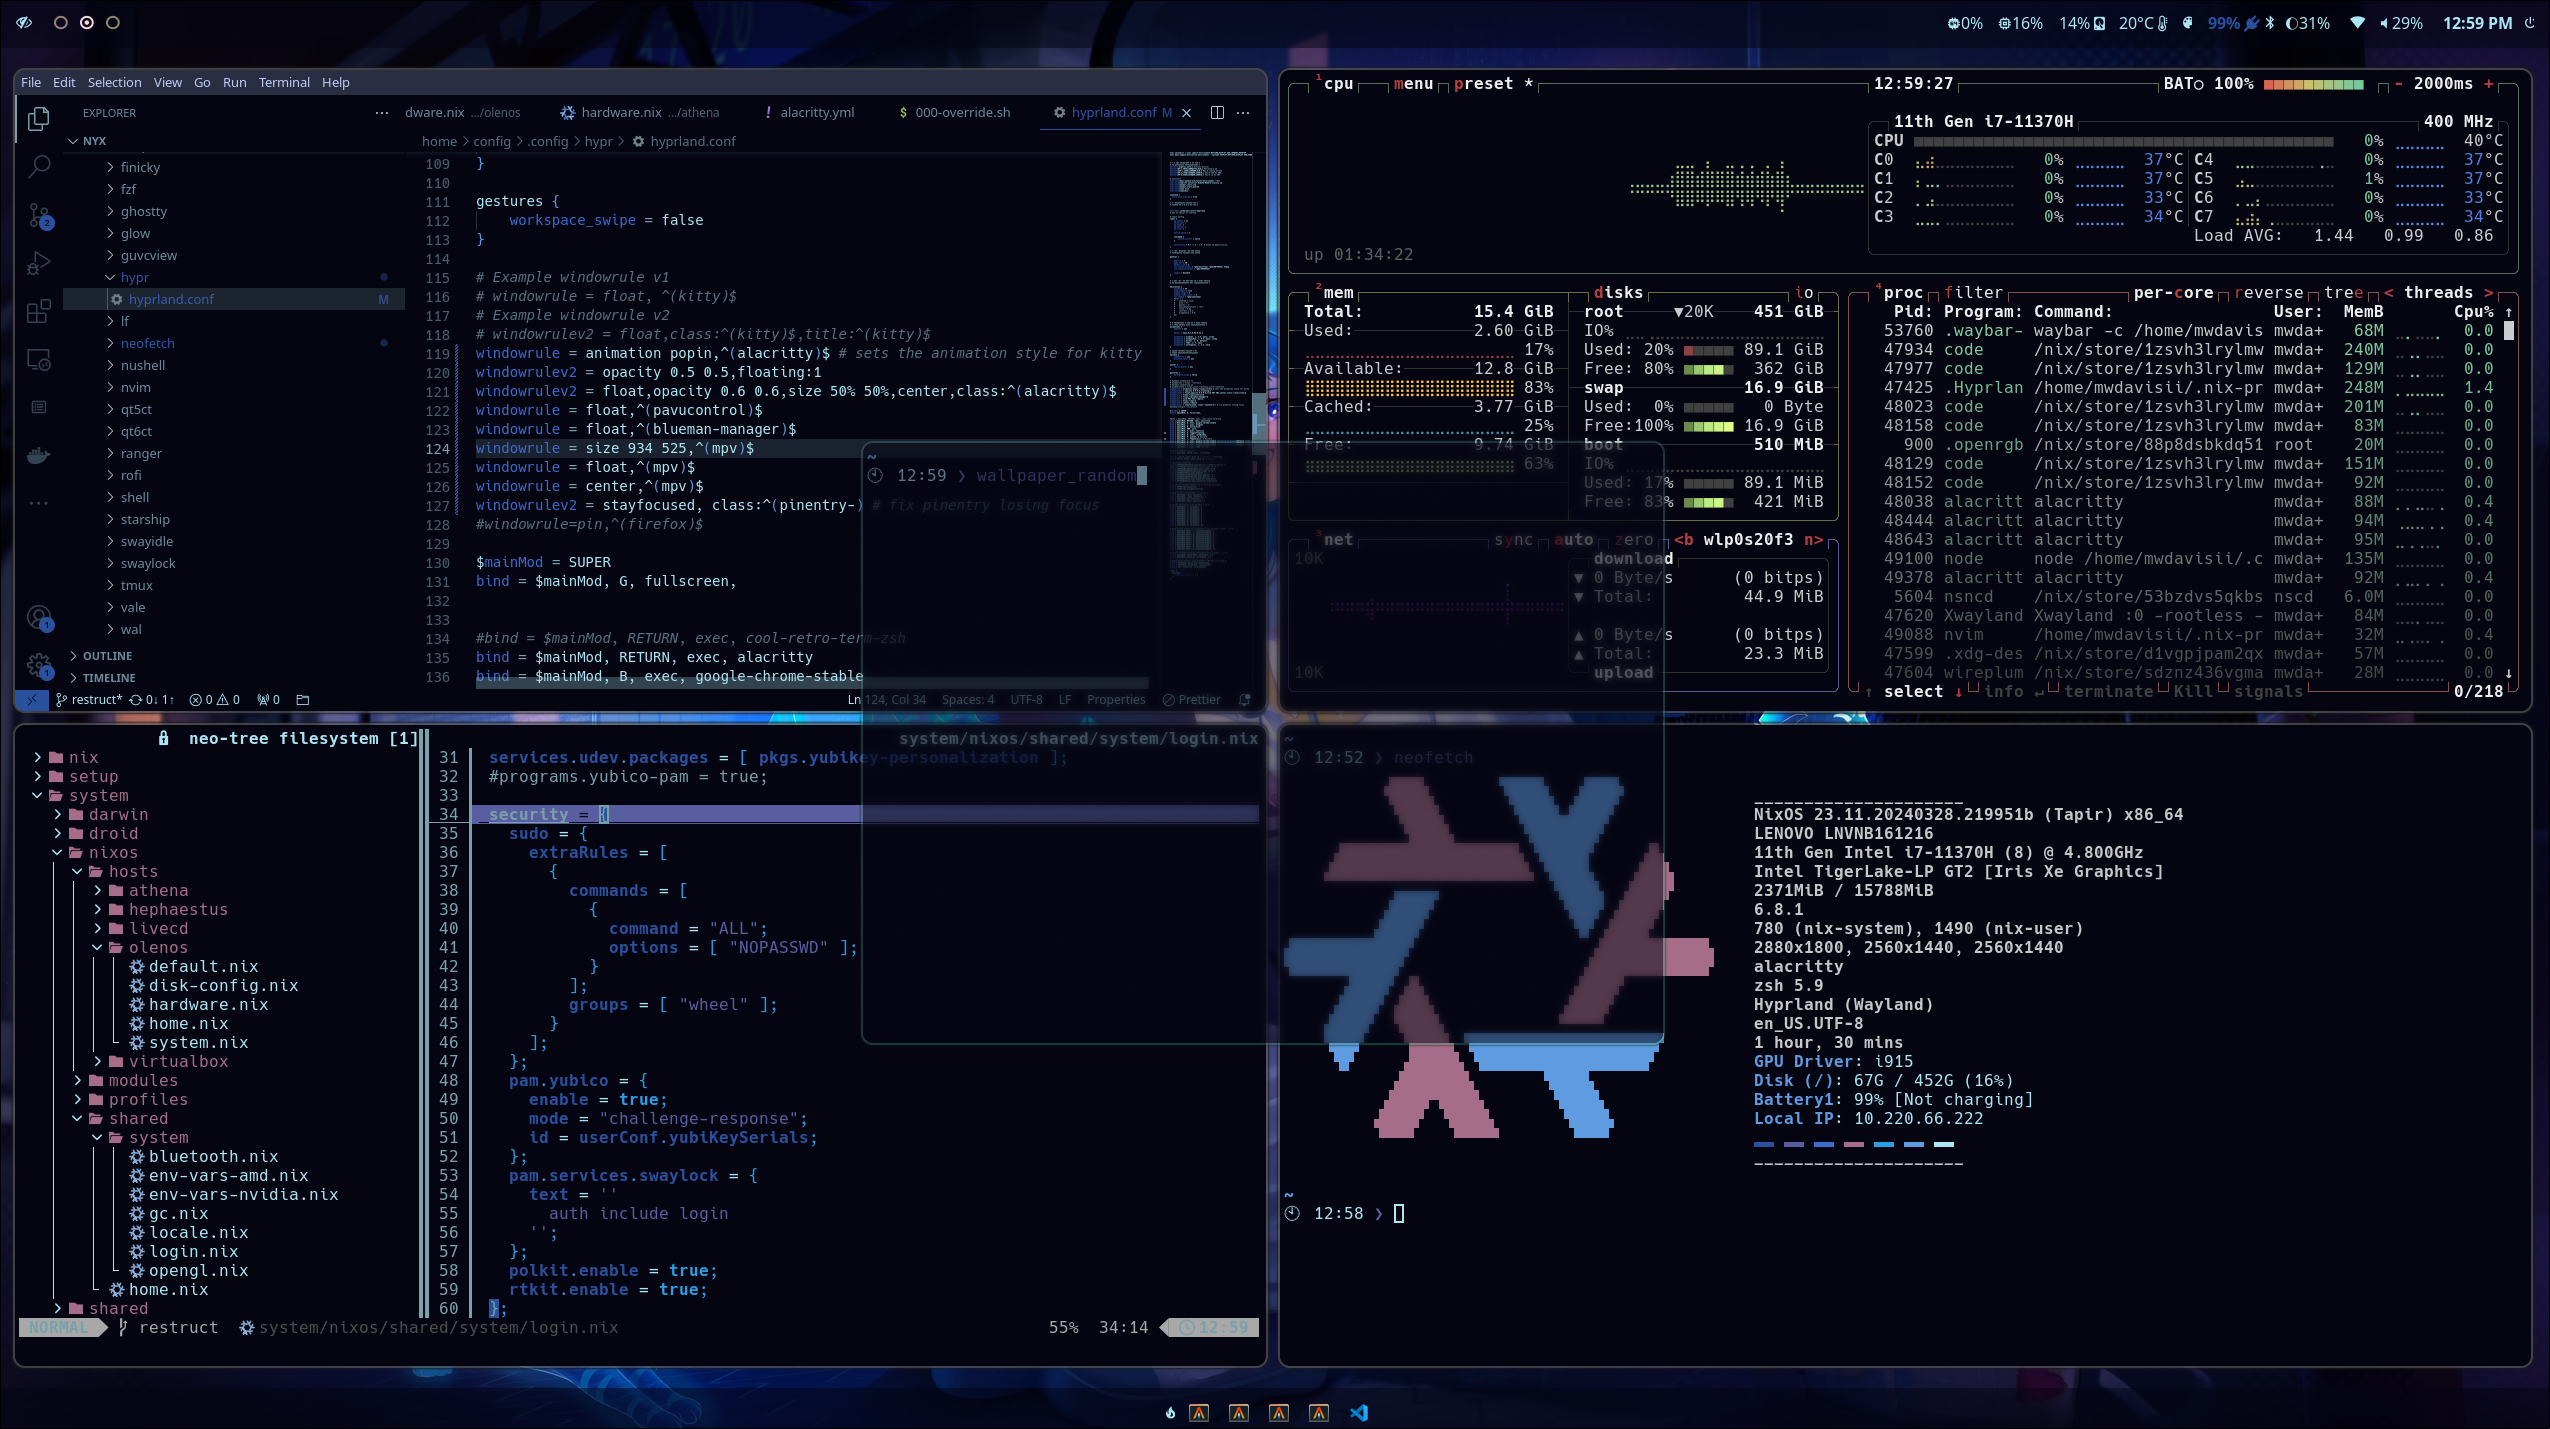 0% 16% 14% 20°C 99% 31% 29% 12:59 PM
File Edit Selection View Go Run Terminal Help
EXPLORER ···
dware.nix .../olenos hardware.nix .../athena ! alacritty.yml $ 000-override.sh hyprland.conf M ···
NYX
home > config > .config > hypr > hyprland.conf
finicky
fzf
ghostty
glow
guvcview
hypr
hyprland.conf M
lf
neofetch
nushell
nvim
qt5ct
qt6ct
ranger
rofi
shell
starship
swayidle
swaylock
tmux
vale
wal
OUTLINE
TIMELINE
109 }
110
111 gestures {
112 workspace_swipe = false
113 }
114
115 # Example windowrule v1
116 # windowrule = float, ^(kitty)$
117 # Example windowrule v2
118 # windowrulev2 = float,class:^(kitty)$,title:^(kitty)$
119 windowrule = animation popin,^(alacritty)$ # sets the animation style for kitty
120 windowrulev2 = opacity 0.5 0.5,floating:1
121 windowrulev2 = float,opacity 0.6 0.6,size 50% 50%,center,class:^(alacritty)$
122 windowrule = float,^(pavucontrol)$
123 windowrule = float,^(blueman-manager)$
124 windowrule = size 934 525,^(mpv)$
125 windowrule = float,^(mpv)$
126 windowrule = center,^(mpv)$
127 windowrulev2 = stayfocused, class:^(pinentry-) # fix pinentry losing focus
128 #windowrule=pin,^(firefox)$
129
130 $mainMod = SUPER
131 bind = $mainMod, G, fullscreen,
132
133
134 #bind = $mainMod, RETURN, exec, cool-retro-term-zsh
135 bind = $mainMod, RETURN, exec, alacritty
136 bind = $mainMod, B, exec, google-chrome-stable
restruct* 0↓ 1↑ 0 0 0 Ln 124, Col 34 Spaces: 4 UTF-8 LF Properties Prettier
~
12:59 ❯ wallpaper_random
¹cpu menu preset * 12:59:27 BAT○ 100% - 2000ms +
11th Gen i7-11370H 400 MHz
CPU 0% 40°C
C0 0% 37°C C4 0% 37°C
C1 0% 37°C C5 1% 37°C
C2 0% 33°C C6 0% 33°C
C3 0% 34°C C7 0% 34°C
Load AVG: 1.44 0.99 0.86
up 01:34:22
²mem disks io
Total: 15.4 GiB
Used: 2.60 GiB
17%
Available: 12.8 GiB
83%
Cached: 3.77 GiB
25%
Free: 9.74 GiB
63%
root ▼20K 451 GiB
IO%
Used: 20% 89.1 GiB
Free: 80% 362 GiB
swap 16.9 GiB
Used: 0% 0 Byte
Free:100% 16.9 GiB
boot 510 MiB
IO%
Used: 17% 89.1 MiB
Free: 83% 421 MiB
³net sync auto zero <b wlp0s20f3 n>
10K
download
▼ 0 Byte/s (0 bitps)
▼ Total: 44.9 MiB
▲ 0 Byte/s (0 bitps)
▲ Total: 23.3 MiB
upload
10K
⁴proc filter per-core reverse tree < threads >
Pid: Program: Command: User: MemB Cpu% ↑
53760 .waybar- waybar -c /home/mwdavis mwda+ 68M 0.0
47934 code /nix/store/1zsvh3lrylmw mwda+ 240M 0.0
47977 code /nix/store/1zsvh3lrylmw mwda+ 129M 0.0
47425 .Hyprlan /home/mwdavisii/.nix-pr mwda+ 248M 1.4
48023 code /nix/store/1zsvh3lrylmw mwda+ 201M 0.0
48158 code /nix/store/1zsvh3lrylmw mwda+ 83M 0.0
900 .openrgb /nix/store/88p8dsbkdq51 root 20M 0.0
48129 code /nix/store/1zsvh3lrylmw mwda+ 151M 0.0
48152 code /nix/store/1zsvh3lrylmw mwda+ 92M 0.0
48038 alacritt alacritty mwda+ 88M 0.4
48444 alacritt alacritty mwda+ 94M 0.4
48643 alacritt alacritty mwda+ 95M 0.4
49100 node node /home/mwdavisii/.c mwda+ 135M 0.0
49378 alacritt alacritty mwda+ 92M 0.4
5604 nsncd /nix/store/53bzdvs5qkbs nscd 6.0M 0.0
47620 Xwayland Xwayland :0 -rootless - mwda+ 84M 0.0
49088 nvim /home/mwdavisii/.nix-pr mwda+ 32M 0.4
47599 .xdg-des /nix/store/d1vgpjpam2qx mwda+ 57M 0.0
47604 wireplum /nix/store/sdznz436vgma mwda+ 28M 0.0 ↓
↑ select ↓ info ↵ terminate Kill signals 0/218
neo-tree filesystem [1]
nix
setup
system
darwin
droid
nixos
hosts
athena
hephaestus
livecd
olenos
default.nix
disk-config.nix
hardware.nix
home.nix
system.nix
virtualbox
modules
profiles
shared
system
bluetooth.nix
env-vars-amd.nix
env-vars-nvidia.nix
gc.nix
locale.nix
login.nix
opengl.nix
home.nix
shared
system/nixos/shared/system/login.nix
31 services.udev.packages = [ pkgs.yubikey-personalization ];
32 #programs.yubico-pam = true;
33
34 security = {
35 sudo = {
36 extraRules = [
37 {
38 commands = [
39 {
40 command = "ALL";
41 options = [ "NOPASSWD" ];
42 }
43 ];
44 groups = [ "wheel" ];
45 }
46 ];
47 };
48 pam.yubico = {
49 enable = true;
50 mode = "challenge-response";
51 id = userConf.yubiKeySerials;
52 };
53 pam.services.swaylock = {
54 text = ''
55 auth include login
56 '';
57 };
58 polkit.enable = true;
59 rtkit.enable = true;
60 };
NORMAL restruct system/nixos/shared/system/login.nix 55% 34:14 12:59
~
12:52 ❯ neofetch
NixOS 23.11.20240328.219951b (Tapir) x86_64
LENOVO LNVNB161216
11th Gen Intel i7-11370H (8) @ 4.800GHz
Intel TigerLake-LP GT2 [Iris Xe Graphics]
2371MiB / 15788MiB
6.8.1
780 (nix-system), 1490 (nix-user)
2880x1800, 2560x1440, 2560x1440
alacritty
zsh 5.9
Hyprland (Wayland)
en_US.UTF-8
1 hour, 30 mins
GPU Driver: i915
Disk (/): 67G / 452G (16%)
Battery1: 99% [Not charging]
Local IP: 10.220.66.222
~
12:58 ❯